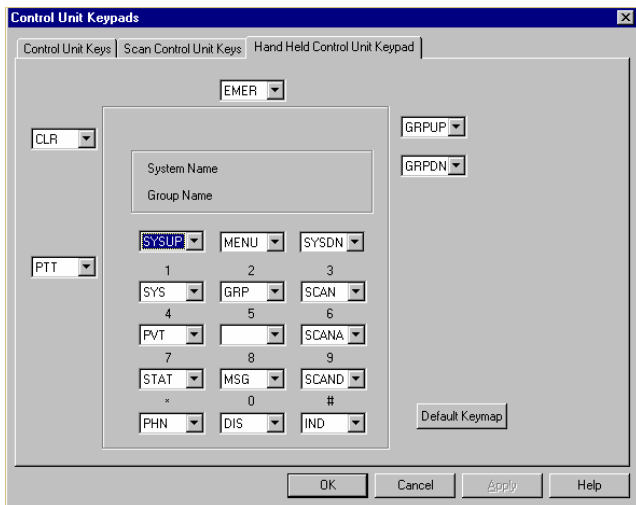 Control Unit Keypads
Control Unit Keys Scan Control Unit Keys Hand Held Control Unit Keypad
EMER
CLR
GRPUP
GRPDN
System Name
Group Name
SYSUP MENU SYSDN
PTT
1 2 3
SYS GRP SCAN
4 5 6
PVT SCANA
7 8 9
STAT MSG SCAND
* 0 #
PHN DIS IND
Default Keymap
OK Cancel Apply Help